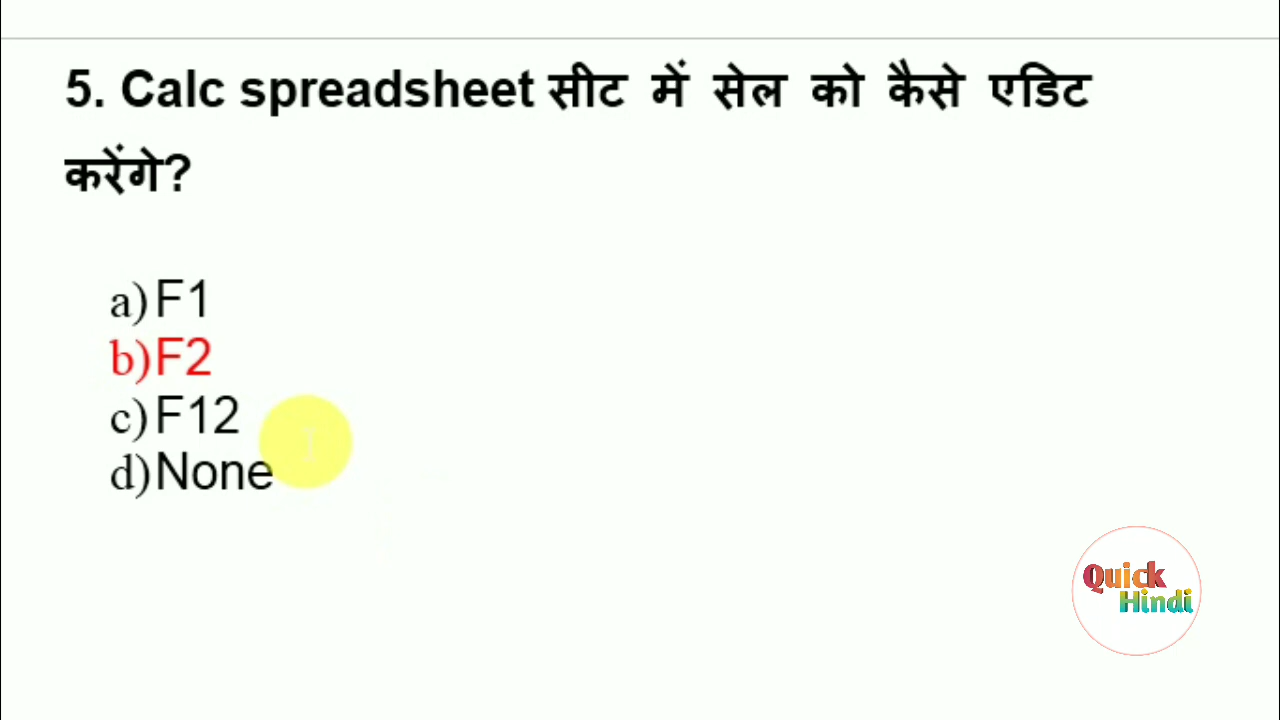 5. Calc spreadsheet सीट में सेल को कैसे एडिट
करेंगे?
a) F1
b) F2
c) F12
d) None
Quick
Hindi